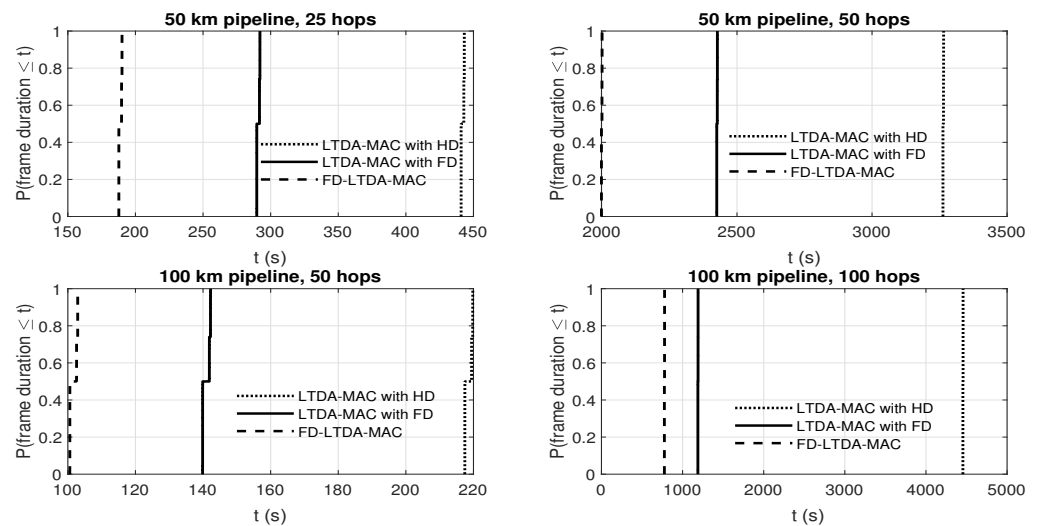 50 km pipeline, 25 hops
P(frame duration ≤ t)
1
0.8
0.6
0.4
0.2
0
LTDA-MAC with HD
LTDA-MAC with FD
FD-LTDA-MAC
150 200 250 300 350 400 450
t (s)
50 km pipeline, 50 hops
P(frame duration ≤ t)
1
0.8
0.6
0.4
0.2
0
LTDA-MAC with HD
LTDA-MAC with FD
FD-LTDA-MAC
2000 2500 3000 3500
t (s)
100 km pipeline, 50 hops
P(frame duration ≤ t)
1
0.8
0.6
0.4
0.2
0
LTDA-MAC with HD
LTDA-MAC with FD
FD-LTDA-MAC
100 120 140 160 180 200 220
t (s)
100 km pipeline, 100 hops
P(frame duration ≤ t)
1
0.8
0.6
0.4
0.2
0
LTDA-MAC with HD
LTDA-MAC with FD
FD-LTDA-MAC
0 1000 2000 3000 4000 5000
t (s)